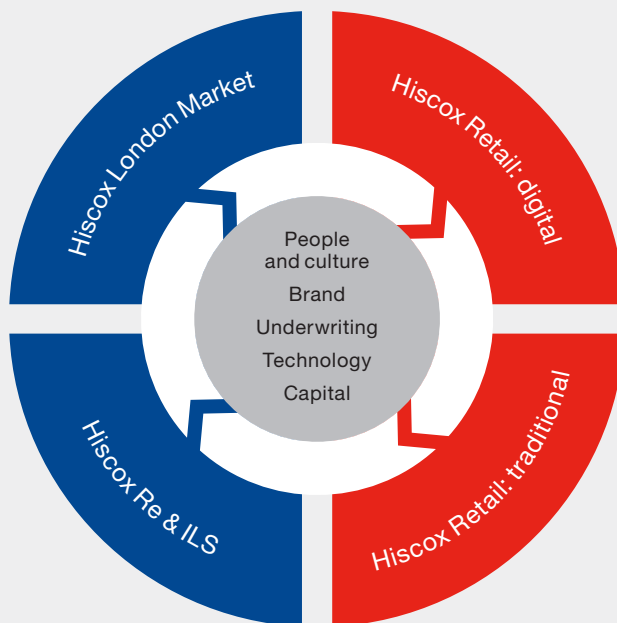 Hiscox London Market
Hiscox Retail: digital
People
and culture
Brand
Underwriting
Technology
Capital
Hiscox Re & ILS
Hiscox Retail: traditional